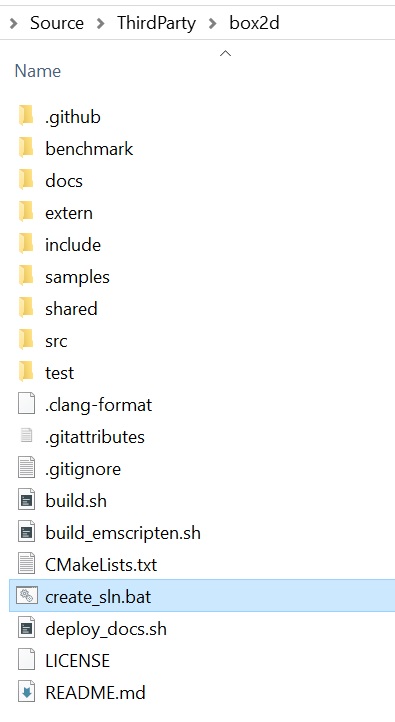 Source > ThirdParty > box2d
Name
.github
benchmark
docs
extern
include
samples
shared
src
test
.clang-format
.gitattributes
.gitignore
build.sh
build_emscripten.sh
CMakeLists.txt
create_sln.bat
deploy_docs.sh
LICENSE
README.md